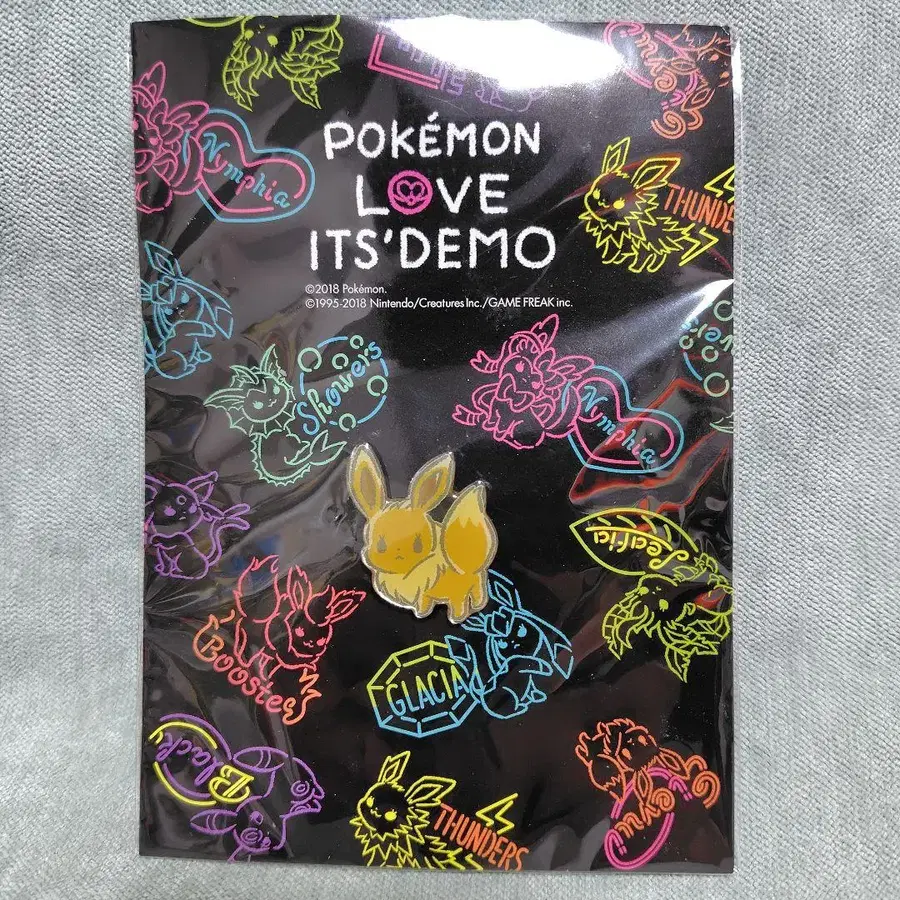 Nymphia
POKÉMON
LOVE
ITS'DEMO
©2018 Pokémon.
©1995-2018 Nintendo/Creatures Inc./GAME FREAK inc.
THUNDERS
Showers
Nymphia
Leafia
Booster
GLACIA
Black
THUNDERS